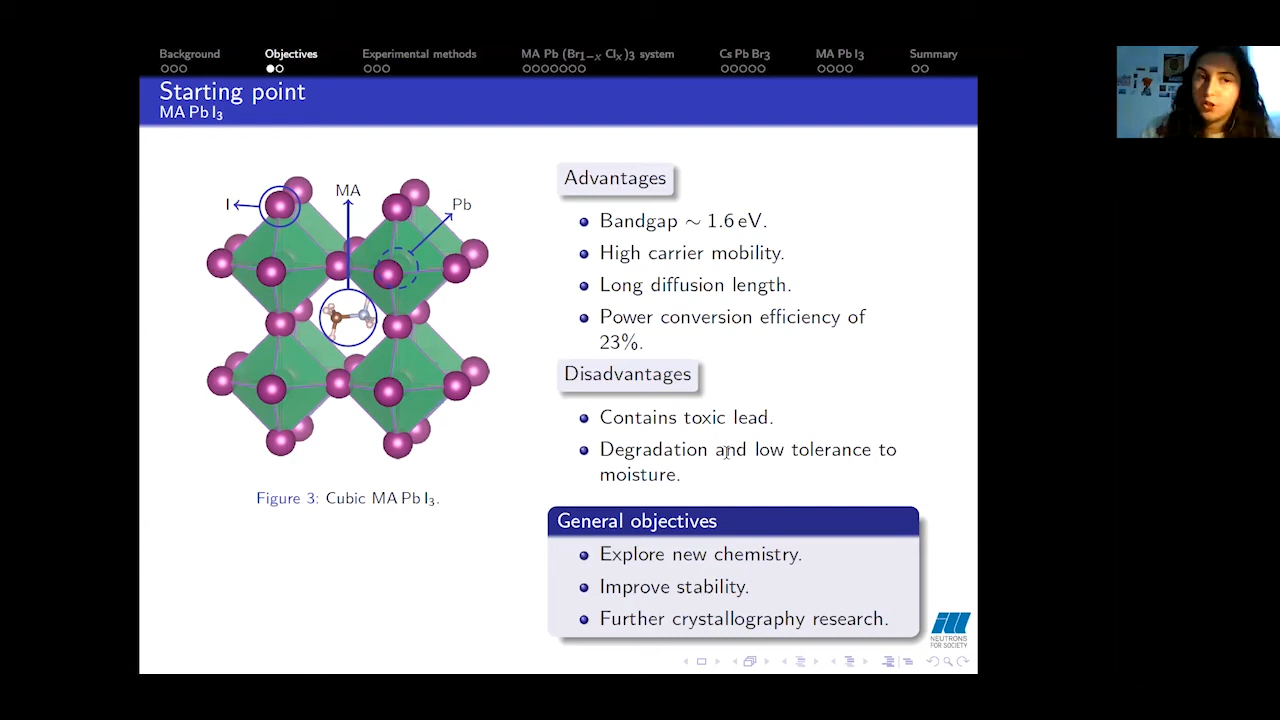 Background Objectives Experimental methods MA Pb (Br₁₋ₓ Clₓ)₃ system Cs Pb Br₃ MA Pb I₃ Summary
Starting point
MA Pb I₃
I
MA
Pb
Figure 3: Cubic MA Pb I₃.
Advantages
Bandgap ∼ 1.6 eV.
High carrier mobility.
Long diffusion length.
Power conversion efficiency of
23%.
Disadvantages
Contains toxic lead.
Degradation and low tolerance to
moisture.
General objectives
Explore new chemistry.
Improve stability.
Further crystallography research.
ill
NEUTRONS
FOR SOCIETY